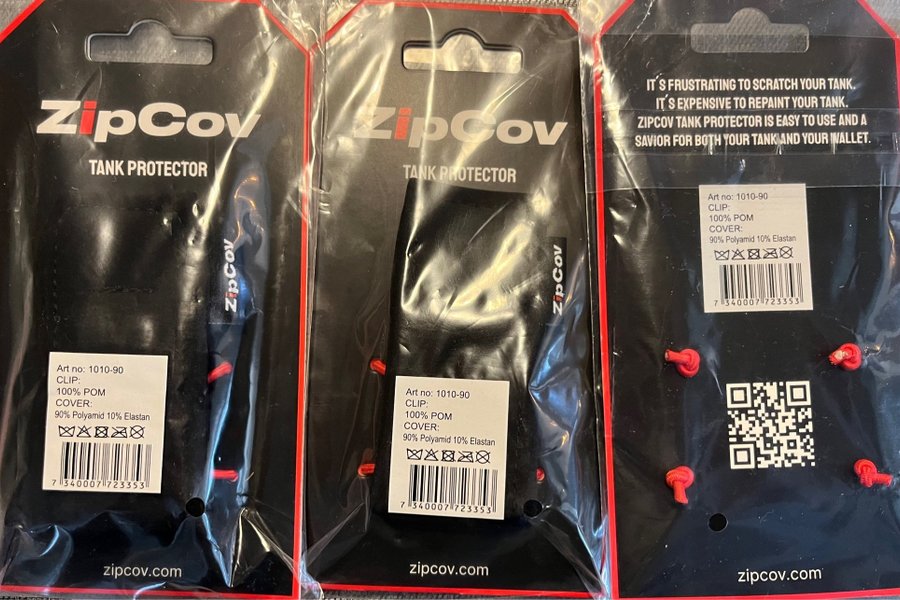 ZipCov
TANK PROTECTOR
ZipCov
Art no: 1010-90
CLIP:
100% POM
COVER:
90% Polyamid 10% Elastan
7 340007 723353
zipcov.com
ZipCov
TANK PROTECTOR
ZipCov
Art no: 1010-90
CLIP:
100% POM
COVER:
90% Polyamid 10% Elastan
7 340007 723353
zipcov.com
IT´S FRUSTRATING TO SCRATCH YOUR TANK.
IT´S EXPENSIVE TO REPAINT YOUR TANK.
ZIPCOV TANK PROTECTOR IS EASY TO USE AND A
SAVIOR FOR BOTH YOUR TANK AND YOUR WALLET.
Art no: 1010-90
CLIP:
100% POM
COVER:
90% Polyamid 10% Elastan
7 340007 723353
zipcov.com